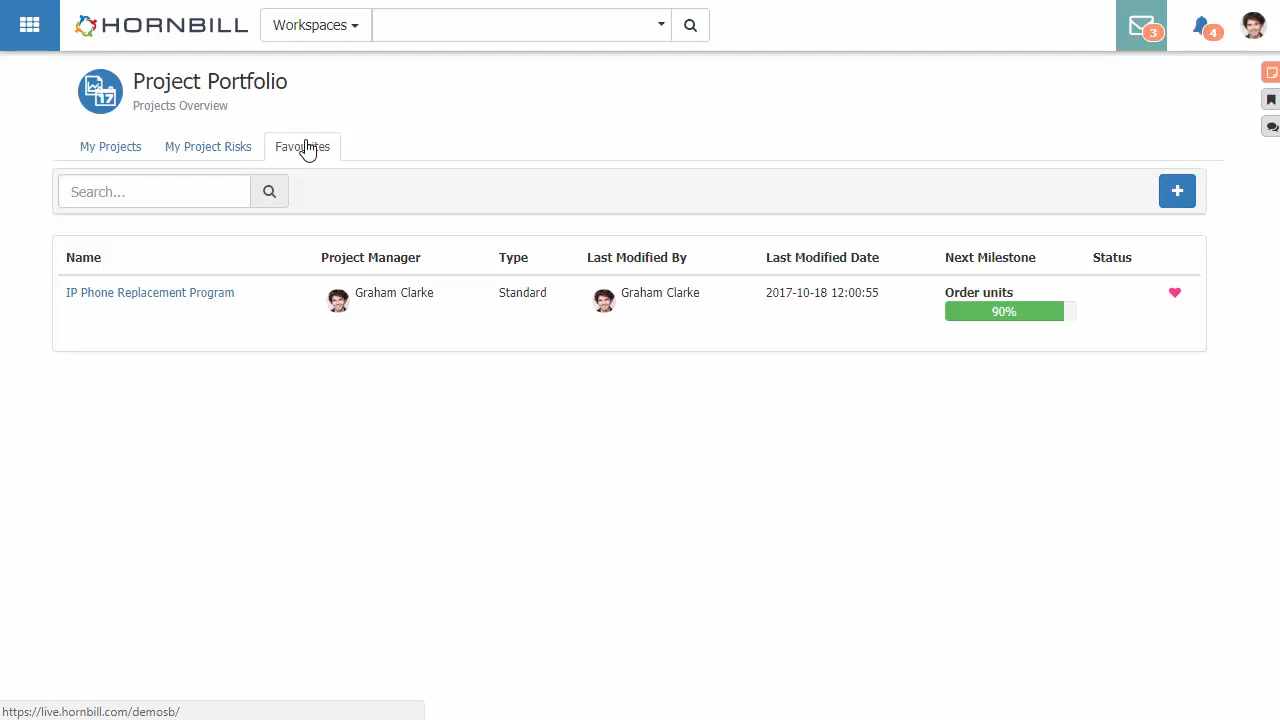 HORNBILL Workspaces 3 4
Project Portfolio
Projects Overview
17
My Projects My Project Risks Favourites
Search...
Name Project Manager Type Last Modified By Last Modified Date Next Milestone Status
IP Phone Replacement Program Graham Clarke Standard Graham Clarke 2017-10-18 12:00:55 Order units
90%
https://live.hornbill.com/demosb/